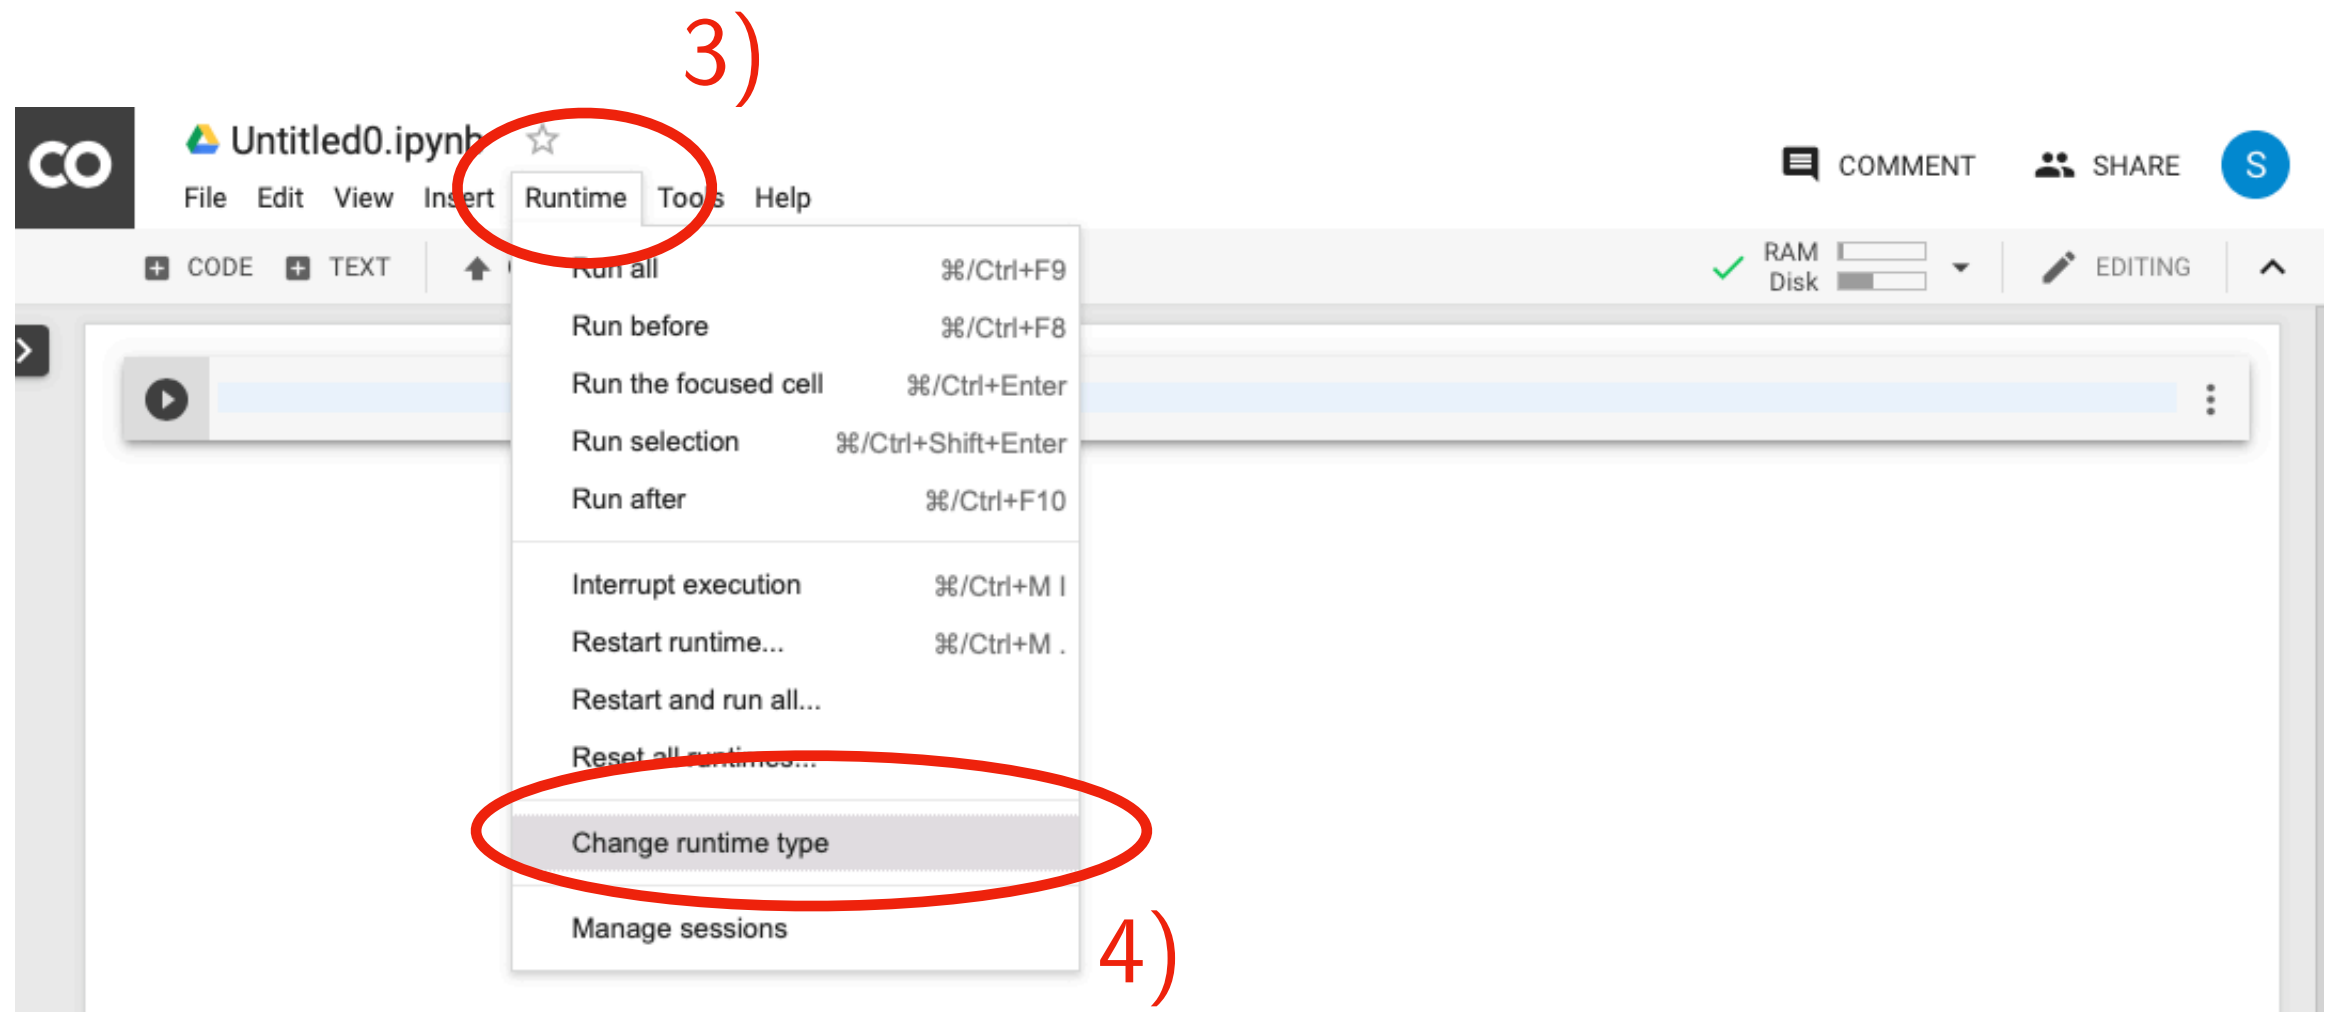 3)
CO
Untitled0.ipynb
File Edit View Insert Runtime Tools Help
COMMENT SHARE S
CODE TEXT
RAM
Disk
EDITING
Run all ⌘/Ctrl+F9
Run before ⌘/Ctrl+F8
Run the focused cell ⌘/Ctrl+Enter
Run selection ⌘/Ctrl+Shift+Enter
Run after ⌘/Ctrl+F10
Interrupt execution ⌘/Ctrl+M I
Restart runtime... ⌘/Ctrl+M .
Restart and run all...
Reset all runtimes...
Change runtime type
Manage sessions
4)